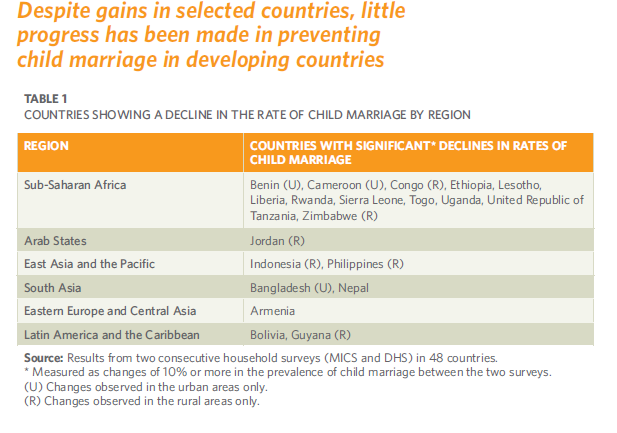 Despite gains in selected countries, little
progress has been made in preventing
child marriage in developing countries
TABLE 1
COUNTRIES SHOWING A DECLINE IN THE RATE OF CHILD MARRIAGE BY REGION
REGION
COUNTRIES WITH SIGNIFICANT* DECLINES IN RATES OF
CHILD MARRIAGE
Sub-Saharan Africa
Benin (U), Cameroon (U), Congo (R), Ethiopia, Lesotho,
Liberia, Rwanda, Sierra Leone, Togo, Uganda, United Republic of
Tanzania, Zimbabwe (R)
Arab States
Jordan (R)
East Asia and the Pacific
Indonesia (R), Philippines (R)
South Asia
Bangladesh (U), Nepal
Eastern Europe and Central Asia
Armenia
Latin America and the Caribbean
Bolivia, Guyana (R)
Source: Results from two consecutive household surveys (MICS and DHS) in 48 countries.
* Measured as changes of 10% or more in the prevalence of child marriage between the two surveys.
(U) Changes observed in the urban areas only.
(R) Changes observed in the rural areas only.